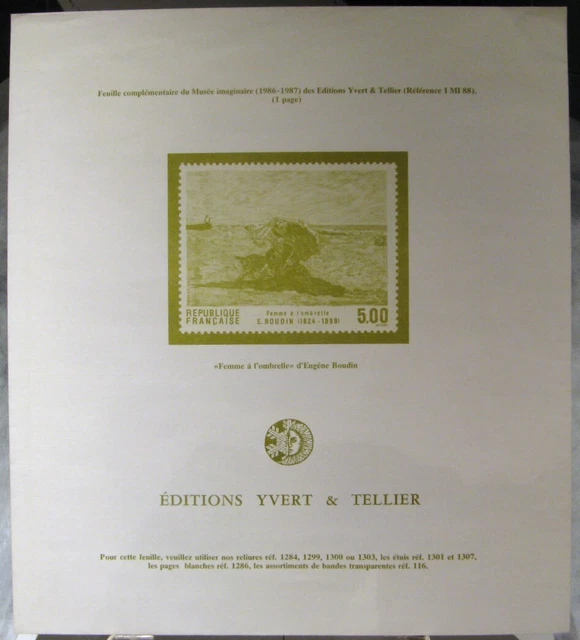 Feuille complémentaire du Musée imaginaire (1986-1987) des Editions Yvert & Tellier (Référence 1 MI 88).
(1 page)
REPUBLIQUE
FRANÇAISE
Femme à l'ombrelle
E. BOUDIN (1824-1898)
5,00
»Femme à l'ombrelle» d'Eugène Boudin
ÉDITIONS YVERT & TELLIER
Pour cette feuille, veuillez utiliser nos reliures réf. 1284, 1299, 1300 ou 1303, les étuis réf. 1301 et 1307,
les pages blanches réf. 1286, les assortiments de bandes transparentes réf. 116.